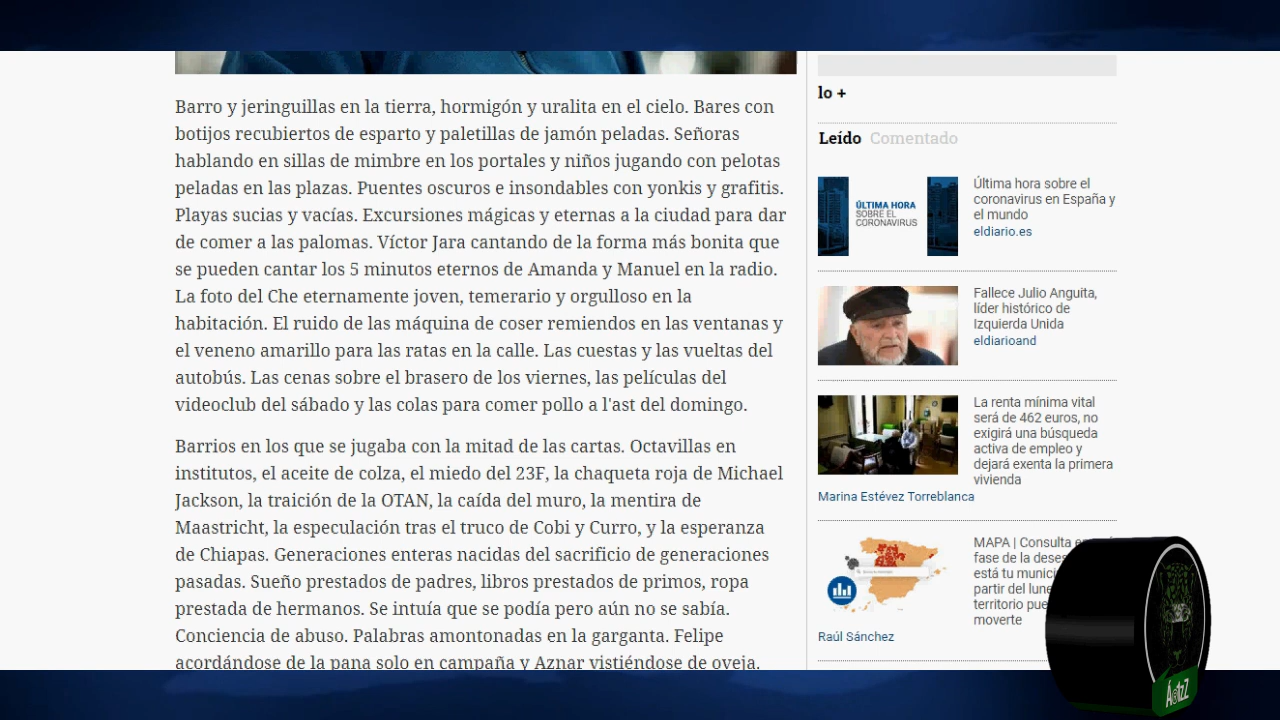 Barro y jeringuillas en la tierra, hormigón y uralita en el cielo. Bares con
botijos recubiertos de esparto y paletillas de jamón peladas. Señoras
hablando en sillas de mimbre en los portales y niños jugando con pelotas
peladas en las plazas. Puentes oscuros e insondables con yonkis y grafitis.
Playas sucias y vacías. Excursiones mágicas y eternas a la ciudad para dar
de comer a las palomas. Víctor Jara cantando de la forma más bonita que
se pueden cantar los 5 minutos eternos de Amanda y Manuel en la radio.
La foto del Che eternamente joven, temerario y orgulloso en la
habitación. El ruido de las máquina de coser remiendos en las ventanas y
el veneno amarillo para las ratas en la calle. Las cuestas y las vueltas del
autobús. Las cenas sobre el brasero de los viernes, las películas del
videoclub del sábado y las colas para comer pollo a l'ast del domingo.
Barrios en los que se jugaba con la mitad de las cartas. Octavillas en
institutos, el aceite de colza, el miedo del 23F, la chaqueta roja de Michael
Jackson, la traición de la OTAN, la caída del muro, la mentira de
Maastricht, la especulación tras el truco de Cobi y Curro, y la esperanza
de Chiapas. Generaciones enteras nacidas del sacrificio de generaciones
pasadas. Sueño prestados de padres, libros prestados de primos, ropa
prestada de hermanos. Se intuía que se podía pero aún no se sabía.
Conciencia de abuso. Palabras amontonadas en la garganta. Felipe
acordándose de la pana solo en campaña y Aznar vistiéndose de oveja.
lo +
Leído Comentado
ÚLTIMA HORA
SOBRE EL
CORONAVIRUS
Última hora sobre el
coronavirus en España y
el mundo
eldiario.es
Fallece Julio Anguita,
líder histórico de
Izquierda Unida
eldiarioand
La renta mínima vital
será de 462 euros, no
exigirá una búsqueda
activa de empleo y
dejará exenta la primera
vivienda
Marina Estévez Torreblanca
MAPA | Consulta
fase de la
está tu
partir del
territorio
moverte
Raúl Sánchez